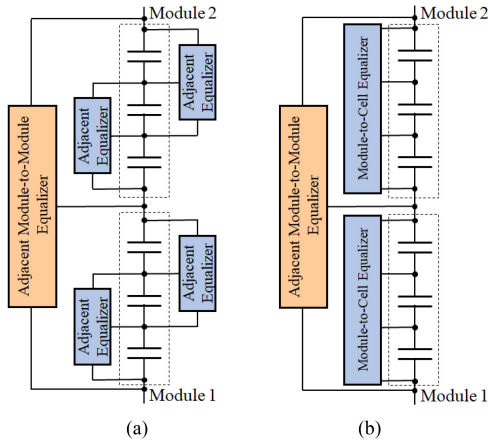 Module 2
Adjacent
Equalizer
Adjacent
Equalizer
Adjacent Module-to-Module
Equalizer
Adjacent
Equalizer
Adjacent
Equalizer
Module 1
(a)
Module 2
Module-to-Cell Equalizer
Adjacent Module-to-Module
Equalizer
Module-to-Cell Equalizer
Module 1
(b)